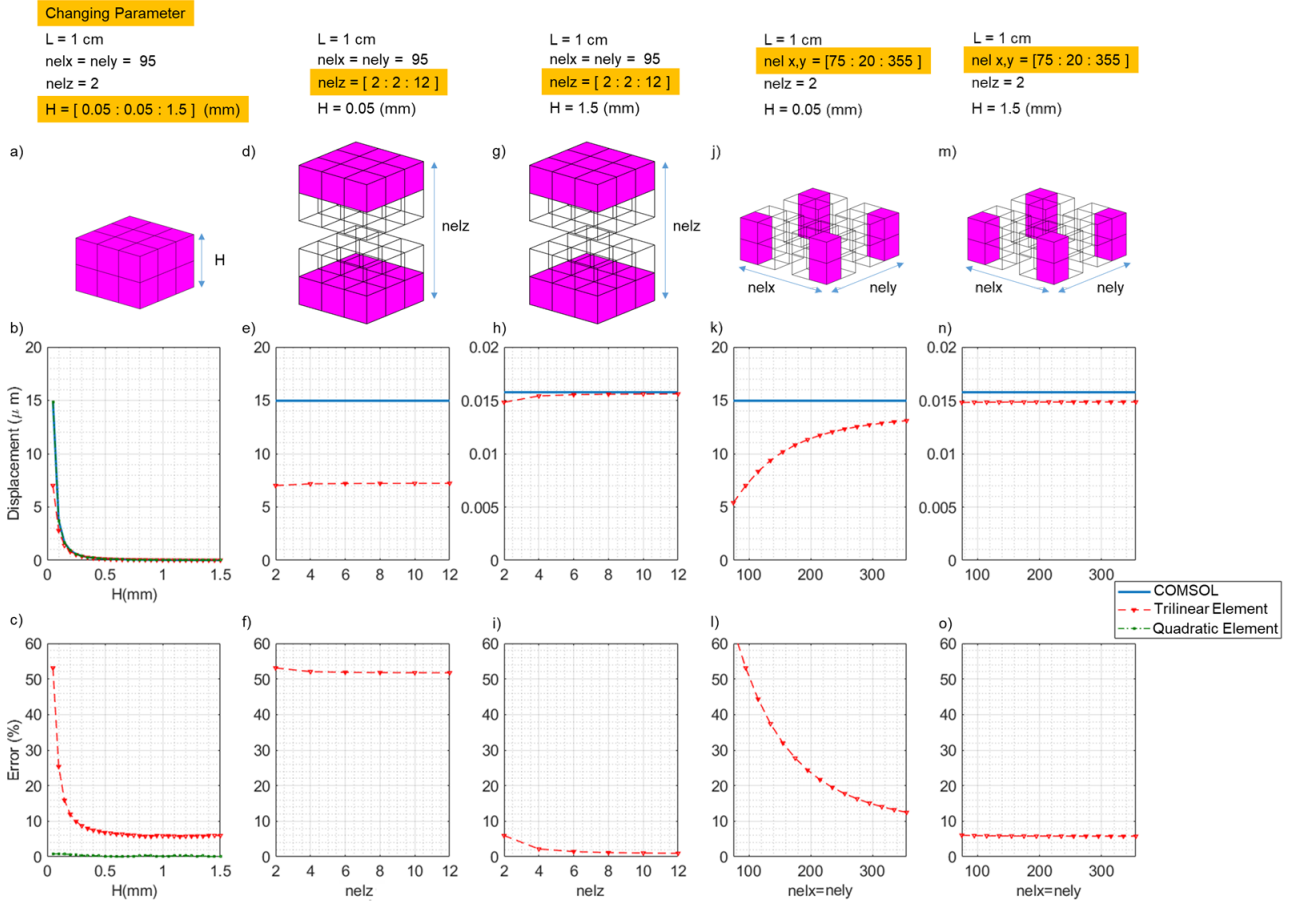 Changing Parameter
L = 1 cm
nelx = nely = 95
nelz = 2
H = [ 0.05 : 0.05 : 1.5 ] (mm)
L = 1 cm
nelx = nely = 95
nelz = [ 2 : 2 : 12 ]
H = 0.05 (mm)
L = 1 cm
nelx = nely = 95
nelz = [ 2 : 2 : 12 ]
H = 1.5 (mm)
L = 1 cm
nel x,y = [75 : 20 : 355 ]
nelz = 2
H = 0.05 (mm)
L = 1 cm
nel x,y = [75 : 20 : 355 ]
nelz = 2
H = 1.5 (mm)
a)
H
d)
nelz
g)
nelz
j)
nelx
nely
m)
nelx
nely
b)
Displacement (μ m)
20
15
10
5
0
0 0.5 1 1.5
H(mm)
e)
20
15
10
5
0
2 4 6 8 10 12
h)
0.02
0.015
0.01
0.005
0
2 4 6 8 10 12
k)
20
15
10
5
0
100 200 300
n)
0.02
0.015
0.01
0.005
0
100 200 300
COMSOL
Trilinear Element
Quadratic Element
c)
Error (%)
60
50
40
30
20
10
0
0 0.5 1 1.5
H(mm)
f)
60
50
40
30
20
10
0
2 4 6 8 10 12
nelz
i)
60
50
40
30
20
10
0
2 4 6 8 10 12
nelz
l)
60
50
40
30
20
10
0
100 200 300
nelx=nely
o)
60
50
40
30
20
10
0
100 200 300
nelx=nely